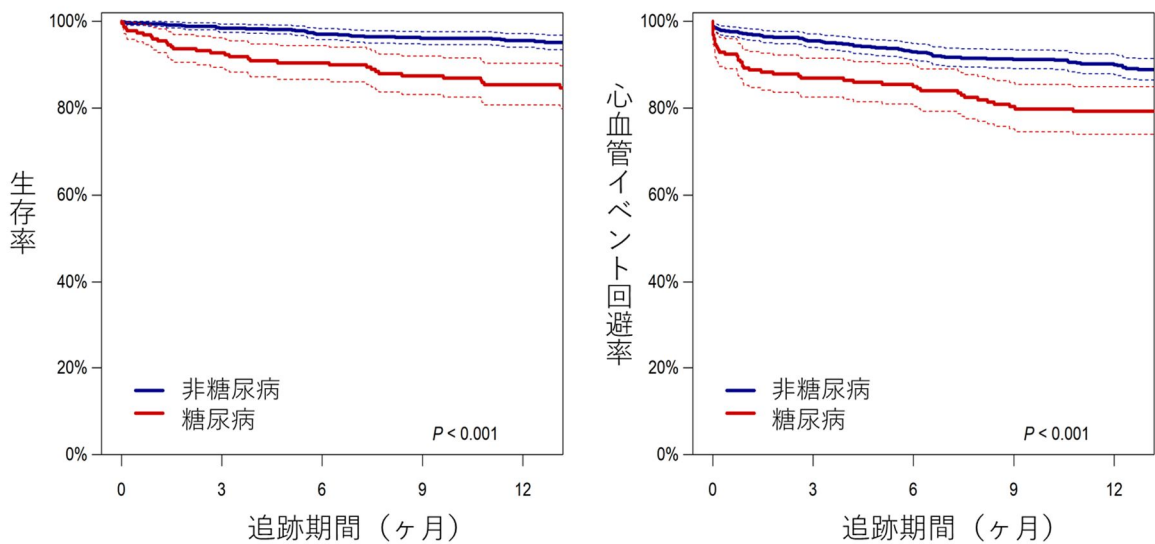 100%
80%
60%
40%
20%
0%
生存率
非糖尿病
糖尿病
P < 0.001
0 3 6 9 12
追跡期間（ヶ月）
100%
80%
60%
40%
20%
0%
心血管イベント回避率
非糖尿病
糖尿病
P < 0.001
0 3 6 9 12
追跡期間（ヶ月）